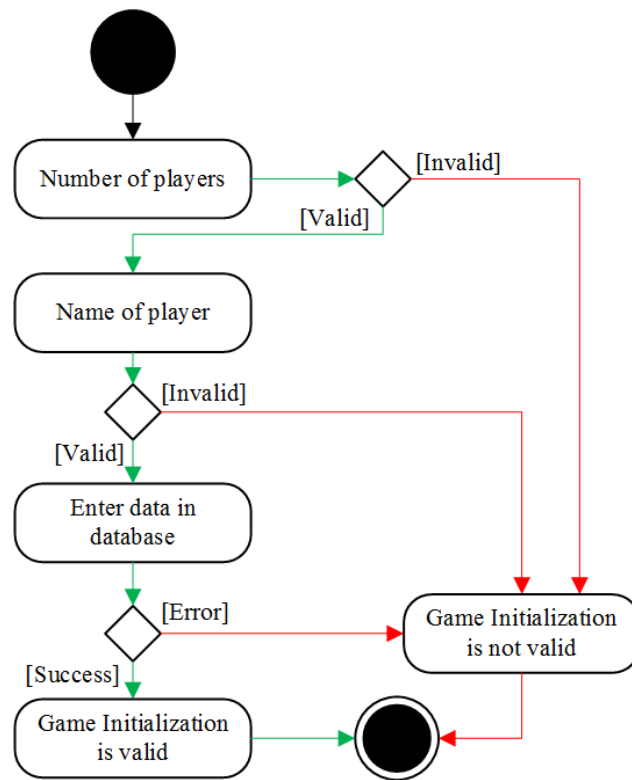 Number of players
[Invalid]
[Valid]
Name of player
[Invalid]
[Valid]
Enter data in
database
[Error]
Game Initialization
is not valid
[Success]
Game Initialization
is valid